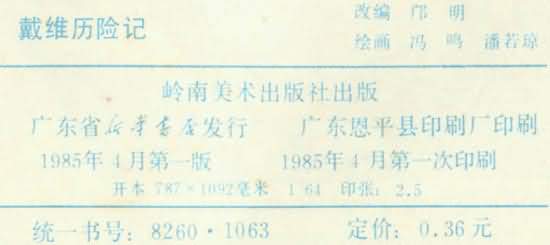 戴维历险记
改编 邝 明
绘画 冯 鸣 潘若琼
岭南美术出版社出版
广东省新华书店发行 广东恩平县印刷厂印刷
1985年4月第一版 1985年4月第一次印刷
开本 787×1092毫米 1/64 印张: 2.5
统一书号: 8260·1063 定价: 0.36元